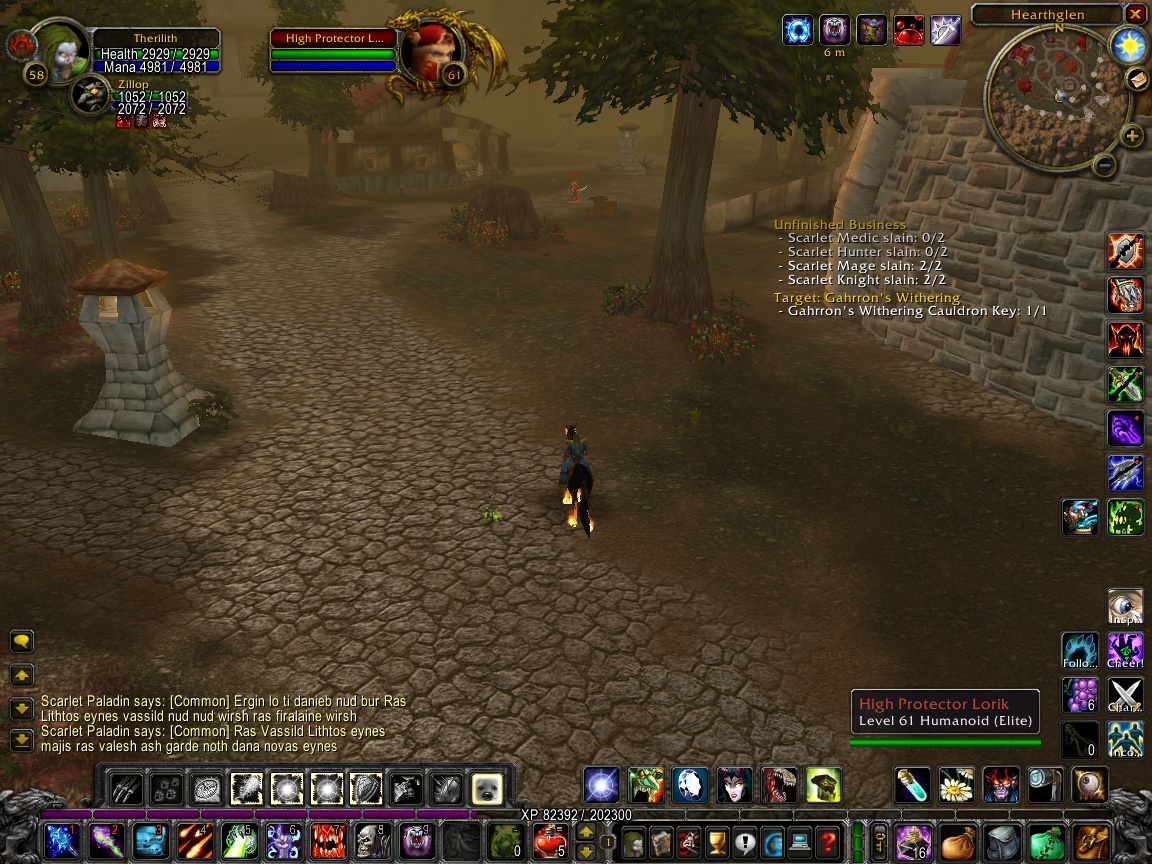 Therilith
Health 2929 / 2929
Mana 4981 / 4981
58
Zillop
1052 / 1052
2072 / 2072
High Protector L...
61
6 m
Hearthglen
N
Unfinished Business
- Scarlet Medic slain: 0/2
- Scarlet Hunter slain: 0/2
- Scarlet Mage slain: 2/2
- Scarlet Knight slain: 2/2
Target: Gahrron's Withering
- Gahrron's Withering Cauldron Key: 1/1
Follo...
Cheer!
6
Char...
0
Scarlet Paladin says: [Common] Ergin lo ti danieb nud bur Ras
Lithtos eynes vassild nud nud wirsh ras firalaine wirsh
Scarlet Paladin says: [Common] Ras Vassild Lithtos eynes
majis ras valesh ash garde noth dana novas eynes
High Protector Lorik
Level 61 Humanoid (Elite)
XP 82392 / 202300
1 2 3 4 5 6 7 8 9 0 5 1 16